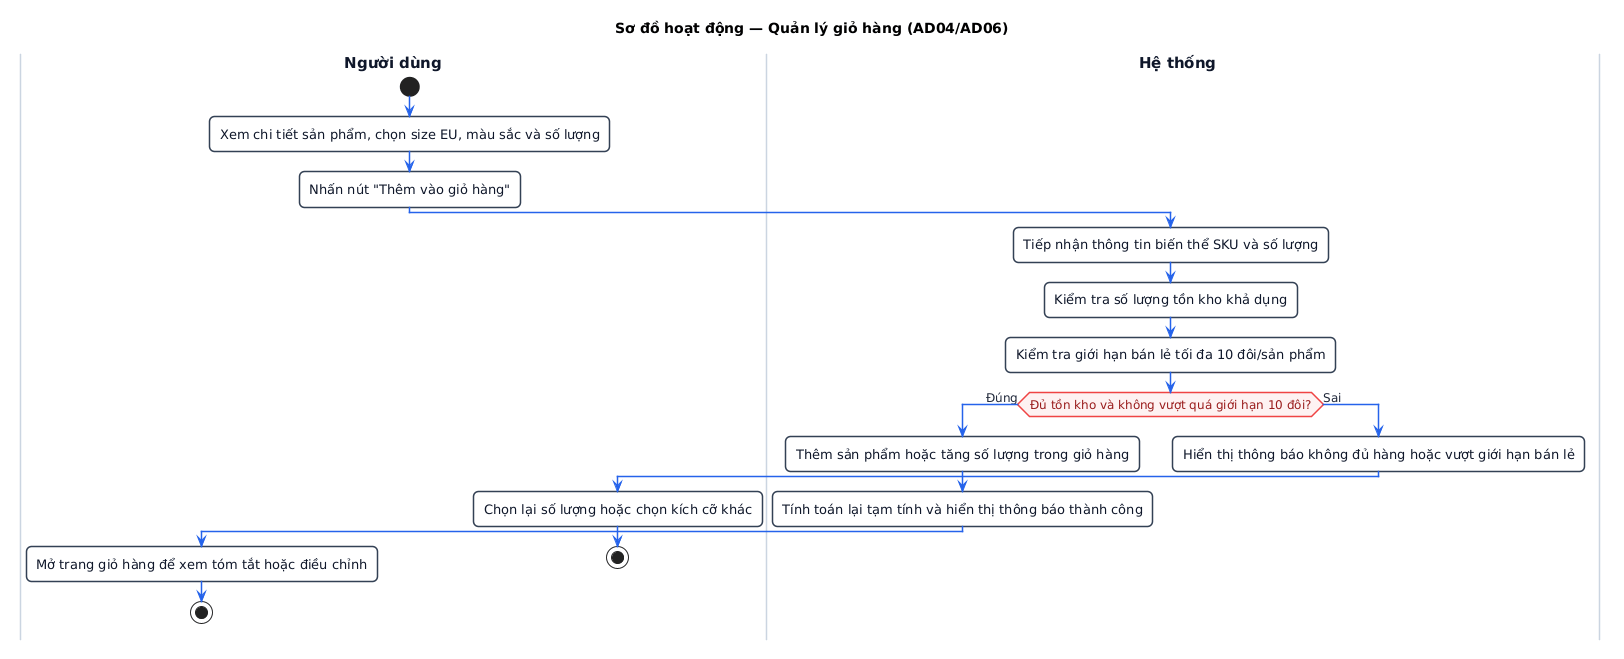 Sơ đồ hoạt động — Quản lý giỏ hàng (AD04/AD06)
Người dùng
Hệ thống
Xem chi tiết sản phẩm, chọn size EU, màu sắc và số lượng
Nhấn nút "Thêm vào giỏ hàng"
Tiếp nhận thông tin biến thể SKU và số lượng
Kiểm tra số lượng tồn kho khả dụng
Kiểm tra giới hạn bán lẻ tối đa 10 đôi/sản phẩm
Đúng
Đủ tồn kho và không vượt quá giới hạn 10 đôi?
Sai
Thêm sản phẩm hoặc tăng số lượng trong giỏ hàng
Hiển thị thông báo không đủ hàng hoặc vượt giới hạn bán lẻ
Chọn lại số lượng hoặc chọn kích cỡ khác
Tính toán lại tạm tính và hiển thị thông báo thành công
Mở trang giỏ hàng để xem tóm tắt hoặc điều chỉnh